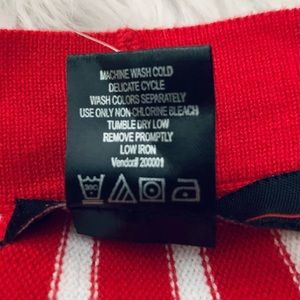 MACHINE WASH COLD
DELICATE CYCLE
WASH COLORS SEPARATELY
USE ONLY NON-CHLORINE BLEACH
TUMBLE DRY LOW
REMOVE PROMPTLY
LOW IRON
Vendor# 200001
30C